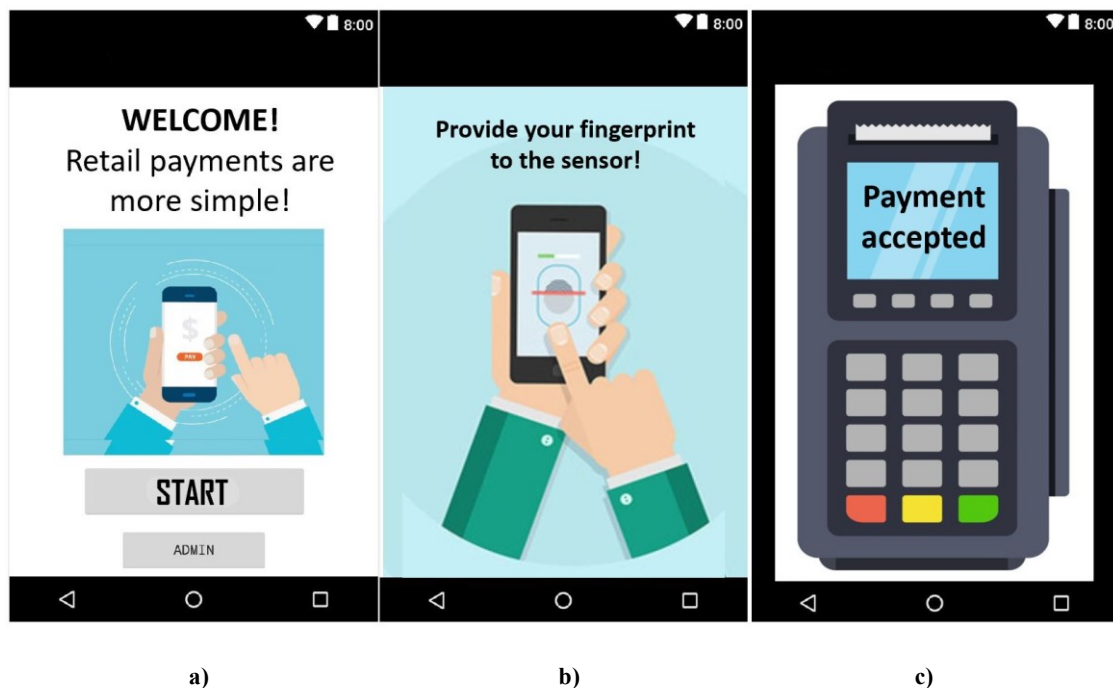 8:00
WELCOME!
Retail payments are
more simple!
$
PAY
START
ADMIN
8:00
Provide your fingerprint
to the sensor!
8:00
Payment
accepted
a)
b)
c)